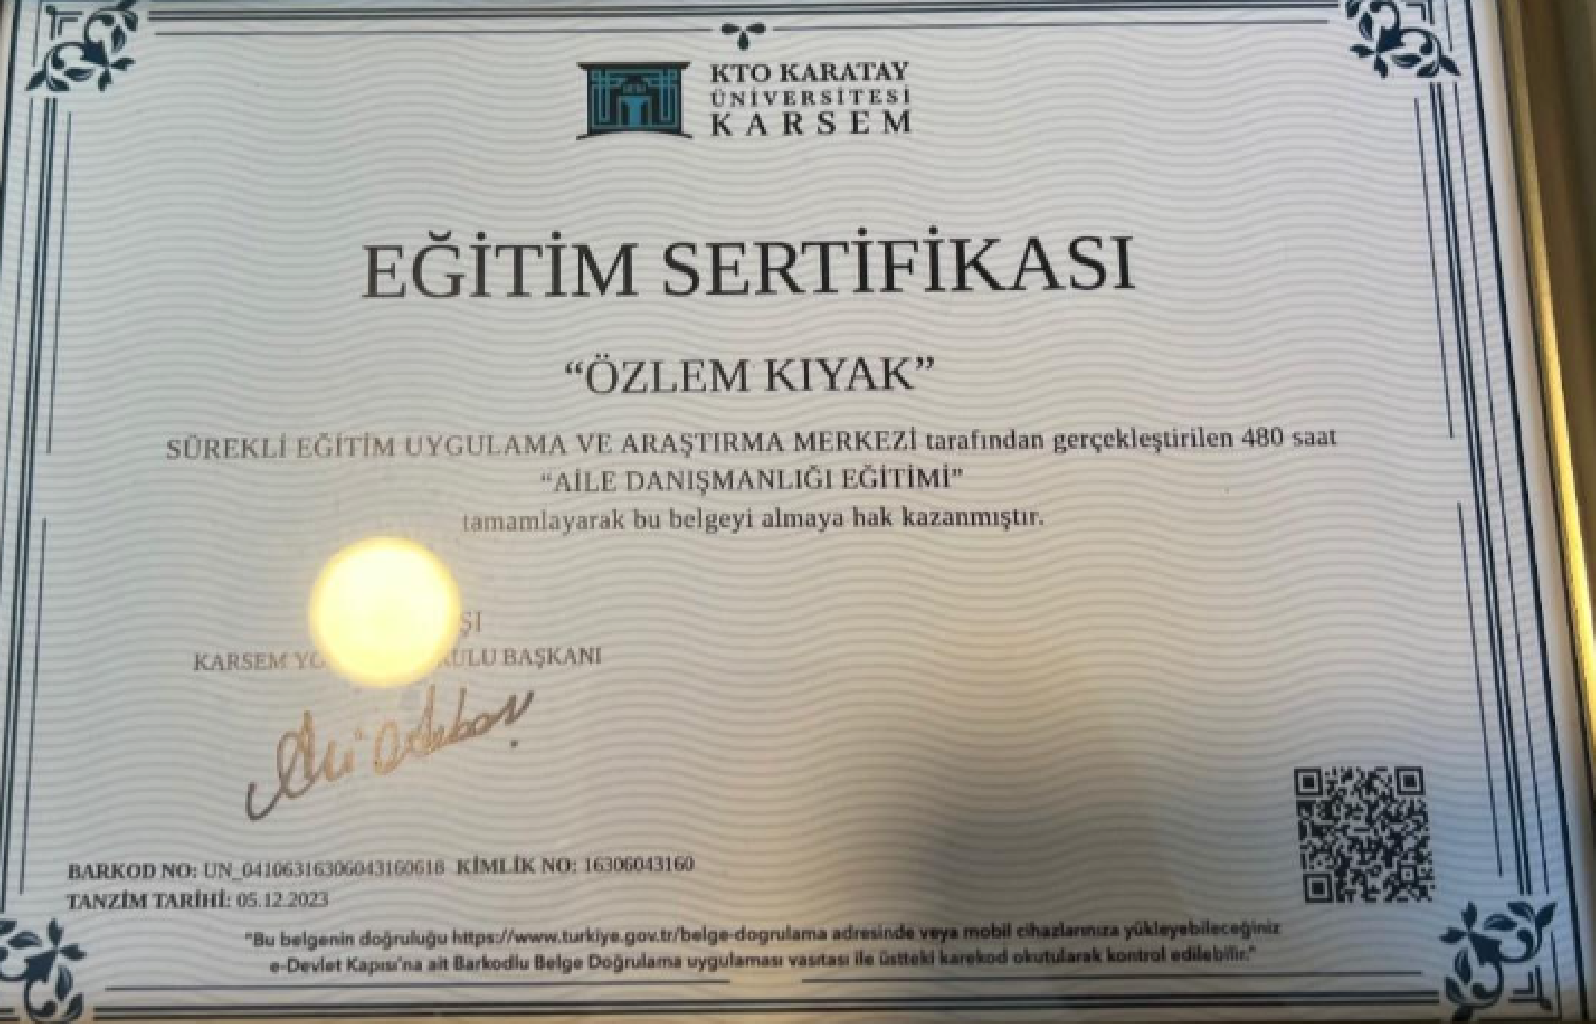 KTO KARATAY
ÜNİVERSİTESİ
KARSEM
EĞİTİM SERTİFİKASI
“ÖZLEM KIYAK”
SÜREKLİ EĞİTİM UYGULAMA VE ARAŞTIRMA MERKEZİ tarafından gerçekleştirilen 480 saat
“AİLE DANIŞMANLIĞI EĞİTİMİ”
tamamlayarak bu belgeyi almaya hak kazanmıştır.
KARSEM BAŞKANI
BARKOD NO: UN_04106316306043160618 KİMLİK NO: 16306043160
TANZİM TARİHİ: 05.12.2023
"Bu belgenin doğruluğu https://www.turkiye.gov.tr/belge-dogrulama adresinde veya mobil cihazlarınıza yükleyebileceğiniz
e-Devlet Kapısı'na ait Barkodlu Belge Doğrulama uygulaması vasıtası ile üstteki karekod okutularak kontrol edilebilir."